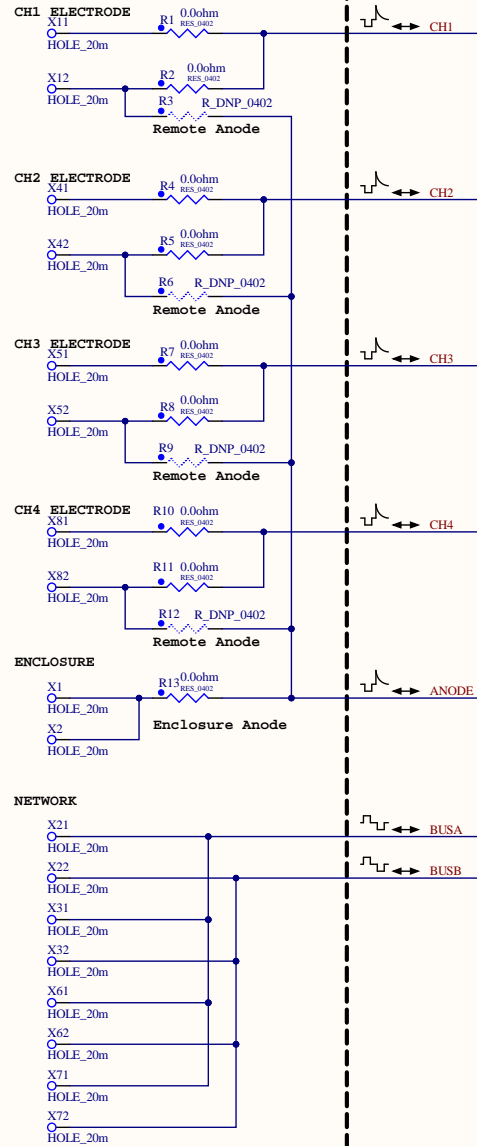 CH1 ELECTRODE
X11
HOLE_20m
R1 0.0ohm
RES_0402
CH1
X12
HOLE_20m
R2 0.0ohm
RES_0402
R3 R_DNP_0402
Remote Anode
CH2 ELECTRODE
X41
HOLE_20m
R4 0.0ohm
RES_0402
CH2
X42
HOLE_20m
R5 0.0ohm
RES_0402
R6 R_DNP_0402
Remote Anode
CH3 ELECTRODE
X51
HOLE_20m
R7 0.0ohm
RES_0402
CH3
X52
HOLE_20m
R8 0.0ohm
RES_0402
R9 R_DNP_0402
Remote Anode
CH4 ELECTRODE
X81
HOLE_20m
R10 0.0ohm
RES_0402
CH4
X82
HOLE_20m
R11 0.0ohm
RES_0402
R12 R_DNP_0402
Remote Anode
ENCLOSURE
X1
HOLE_20m
R13 0.0ohm
RES_0402
ANODE
X2
HOLE_20m
Enclosure Anode
NETWORK
X21
HOLE_20m
BUSA
X22
HOLE_20m
BUSB
X31
HOLE_20m
X32
HOLE_20m
X61
HOLE_20m
X62
HOLE_20m
X71
HOLE_20m
X72
HOLE_20m